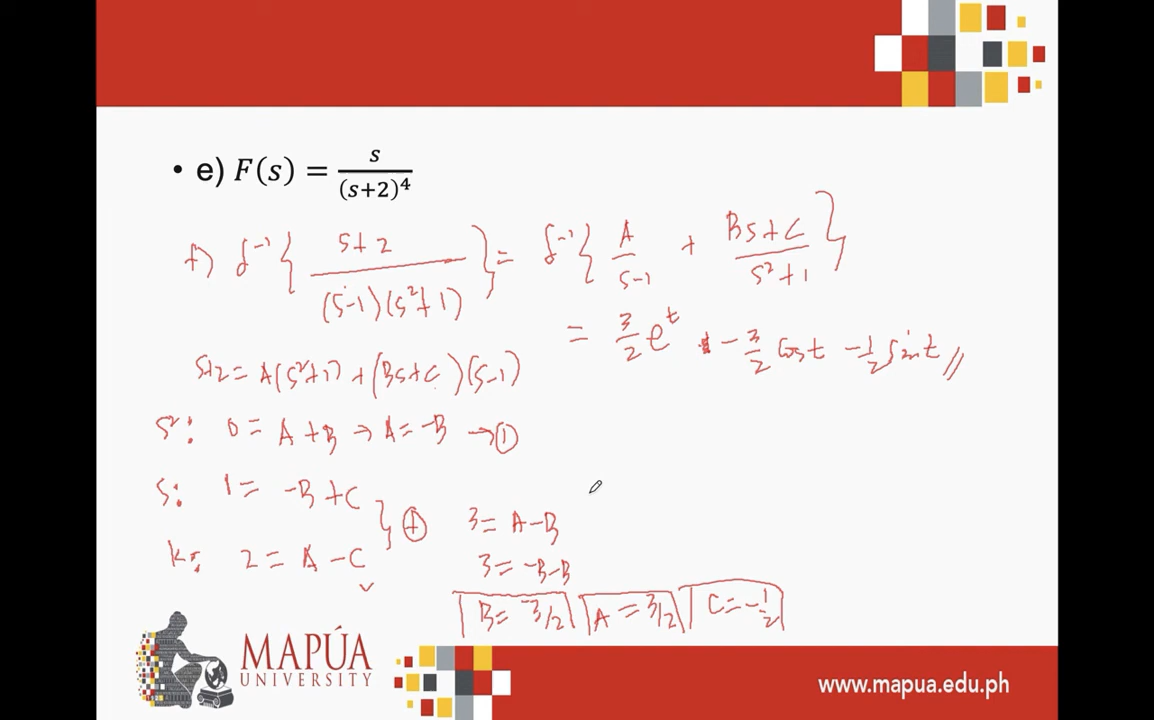 • e) F(s) = s/(s+2)⁴
f) ℒ⁻¹{ (s+2)/((s-1)(s²+1)) } = ℒ⁻¹{ A/(s-1) + (Bs+C)/(s²+1) }
= 3/2 eᵗ - 3/2 cos t - 1/2 sin t //
s+2 = A(s²+1) + (Bs+C)(s-1)
s²: 0 = A+B → A = -B → ①
s: 1 = -B+C
k: 2 = A-C
} ⊕
3 = A-B
3 = -B-B
B = -3/2 A = 3/2 C = -1/2
MAPÚA
UNIVERSITY
www.mapua.edu.ph